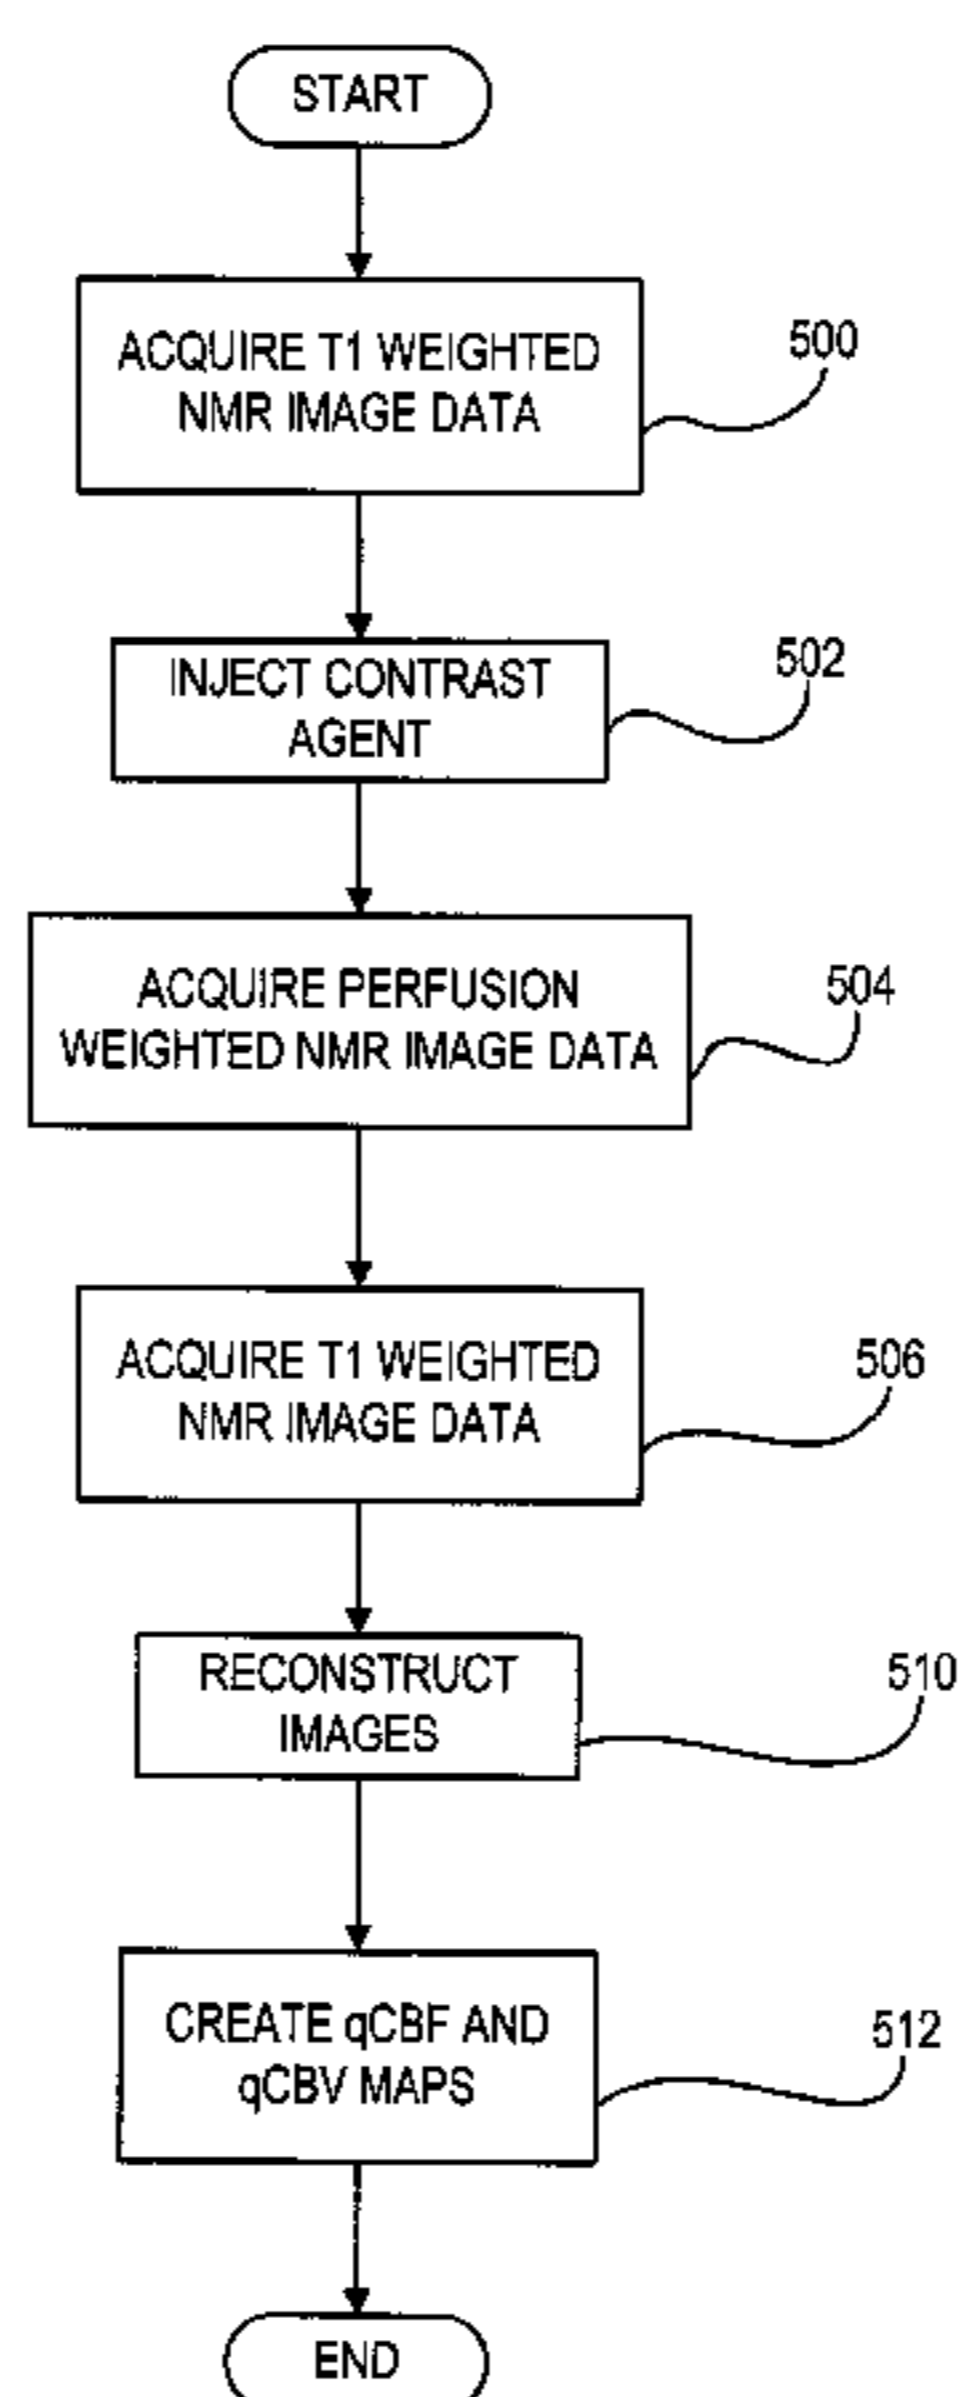 START
ACQUIRE T1 WEIGHTED
NMR IMAGE DATA
500
INJECT CONTRAST
AGENT
502
ACQUIRE PERFUSION
WEIGHTED NMR IMAGE DATA
504
ACQUIRE T1 WEIGHTED
NMR IMAGE DATA
506
RECONSTRUCT
IMAGES
510
CREATE qCBF AND
qCBV MAPS
512
END